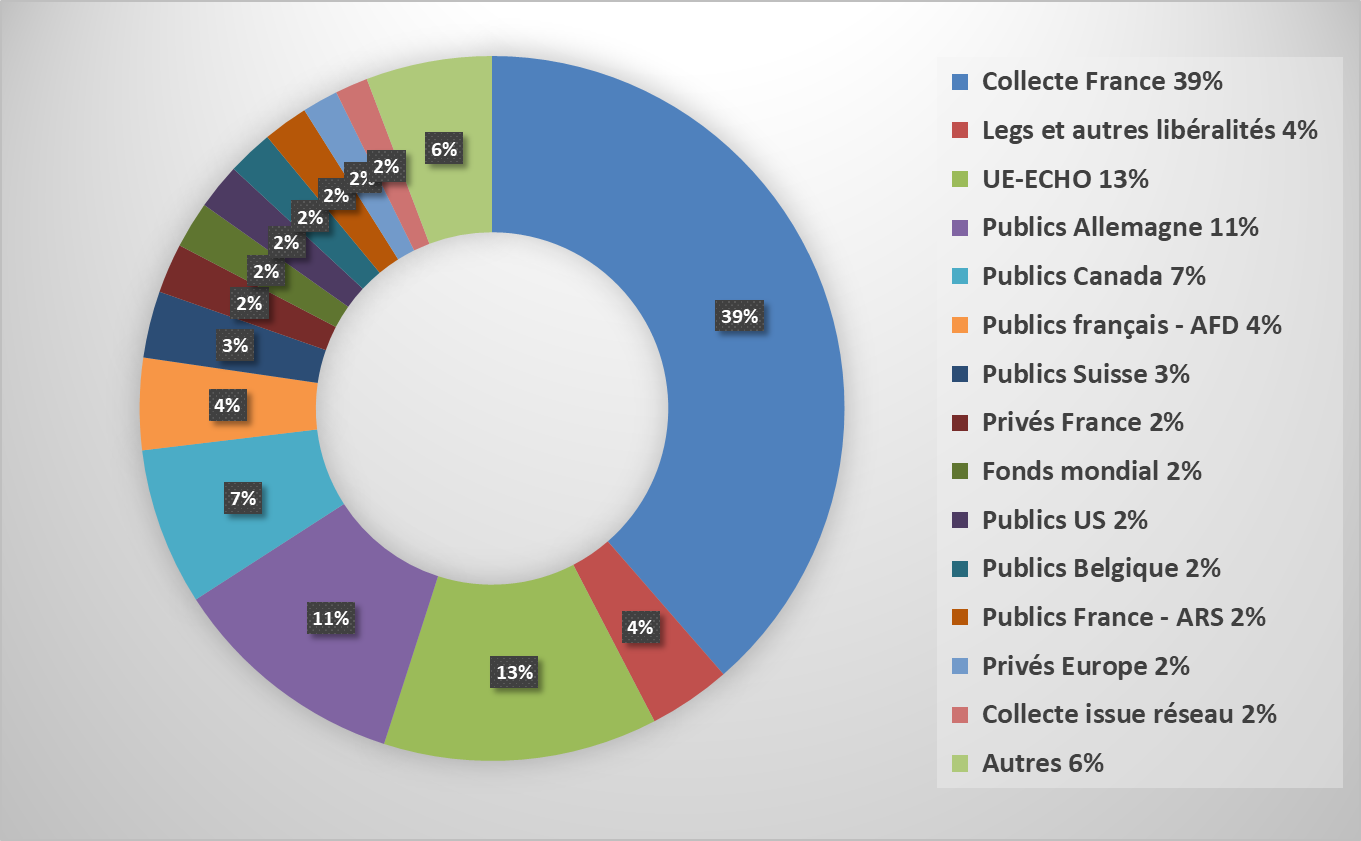 6%
2%
2%
2%
2%
2%
2%
2%
3%
4%
7%
11%
13%
4%
39%
Collecte France 39%
Legs et autres libéralités 4%
UE-ECHO 13%
Publics Allemagne 11%
Publics Canada 7%
Publics français - AFD 4%
Publics Suisse 3%
Privés France 2%
Fonds mondial 2%
Publics US 2%
Publics Belgique 2%
Publics France - ARS 2%
Privés Europe 2%
Collecte issue réseau 2%
Autres 6%